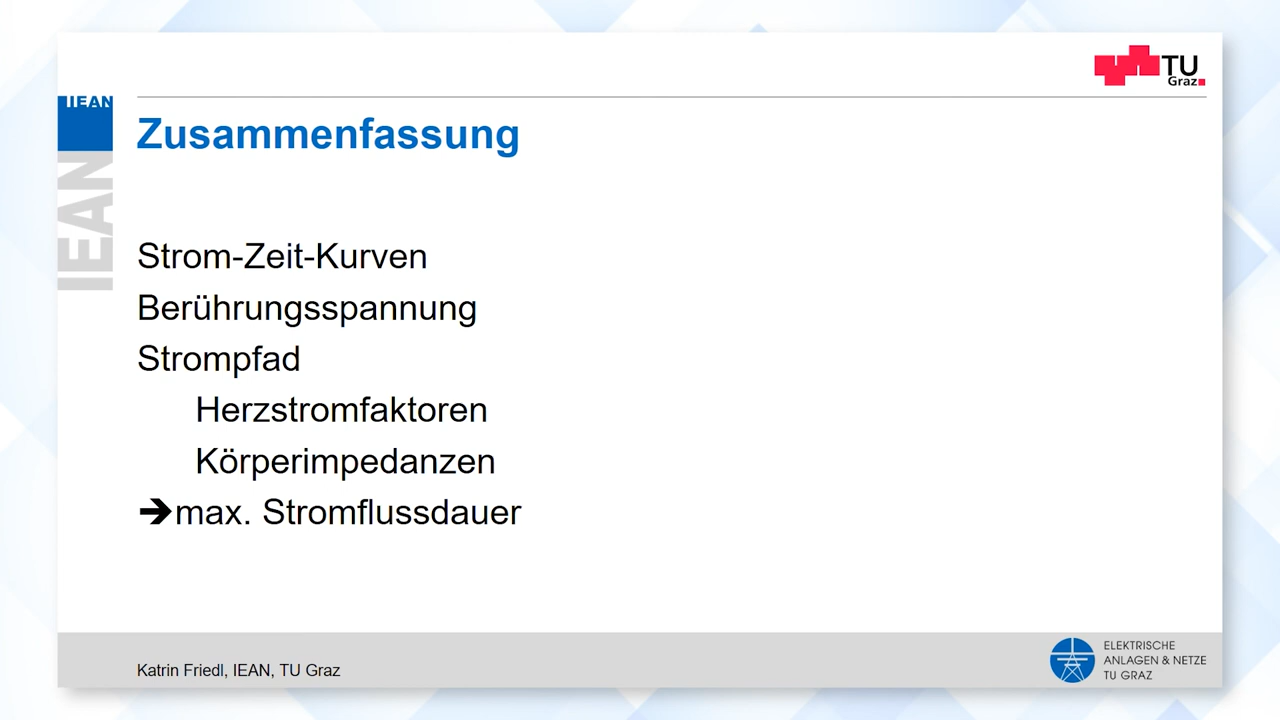 TU
Graz
IEAN
IEAN
Zusammenfassung
Strom-Zeit-Kurven
Berührungsspannung
Strompfad
Herzstromfaktoren
Körperimpedanzen
➔max. Stromflussdauer
Katrin Friedl, IEAN, TU Graz
ELEKTRISCHE
ANLAGEN & NETZE
TU GRAZ